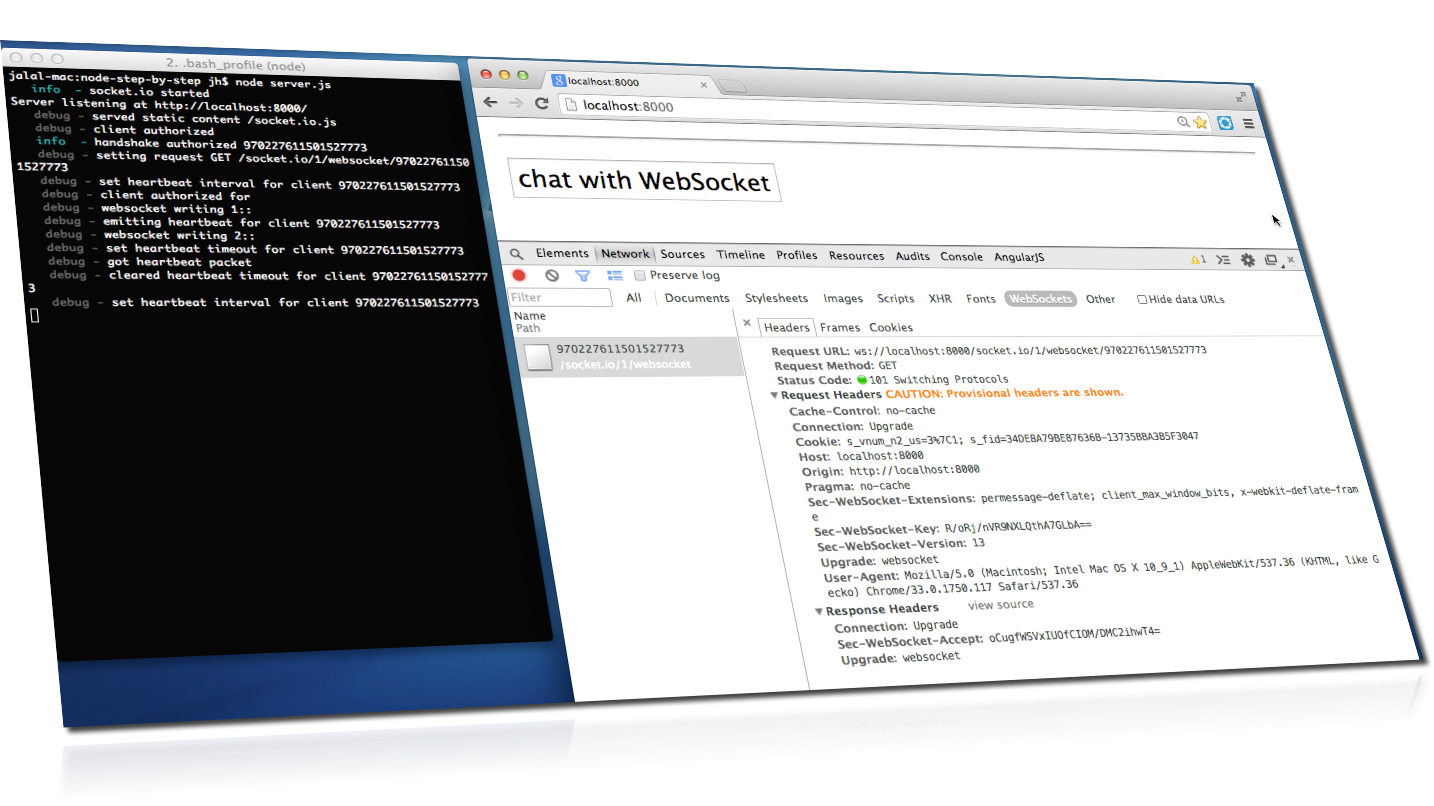 2. .bash_profile (node)
jalal-mac:node-step-by-step jh$ node server.js
info - socket.io started
Server listening at http://localhost:8000/
debug - served static content /socket.io.js
debug - client authorized
info - handshake authorized 970227611501527773
debug - setting request GET /socket.io/1/websocket/97022761150
1527773
debug - set heartbeat interval for client 970227611501527773
debug - client authorized for
debug - websocket writing 1::
debug - emitting heartbeat for client 970227611501527773
debug - websocket writing 2::
debug - set heartbeat timeout for client 970227611501527773
debug - got heartbeat packet
debug - cleared heartbeat timeout for client 97022761150152777
3
debug - set heartbeat interval for client 970227611501527773
localhost:8000
localhost:8000
chat with WebSocket
Elements Network Sources Timeline Profiles Resources Audits Console AngularJS
1
Preserve log
Filter
All Documents Stylesheets Images Scripts XHR Fonts WebSockets Other Hide data URLs
Name
Path
970227611501527773
/socket.io/1/websocket
Headers Frames Cookies
Request URL: ws://localhost:8000/socket.io/1/websocket/970227611501527773
Request Method: GET
Status Code: 101 Switching Protocols
Request Headers CAUTION: Provisional headers are shown.
Cache-Control: no-cache
Connection: Upgrade
Cookie: s_vnum_n2_us=3%7C1; s_fid=34DE8A79BE87636B-13735BBA3B5F3047
Host: localhost:8000
Origin: http://localhost:8000
Pragma: no-cache
Sec-WebSocket-Extensions: permessage-deflate; client_max_window_bits, x-webkit-deflate-fram
e
Sec-WebSocket-Key: R/oRj/nVR9NXLQthA7GLbA==
Sec-WebSocket-Version: 13
Upgrade: websocket
User-Agent: Mozilla/5.0 (Macintosh; Intel Mac OS X 10_9_1) AppleWebKit/537.36 (KHTML, like G
ecko) Chrome/33.0.1750.117 Safari/537.36
Response Headers view source
Connection: Upgrade
Sec-WebSocket-Accept: oCugfWSVxIUOfCIOM/DMC2ihwT4=
Upgrade: websocket